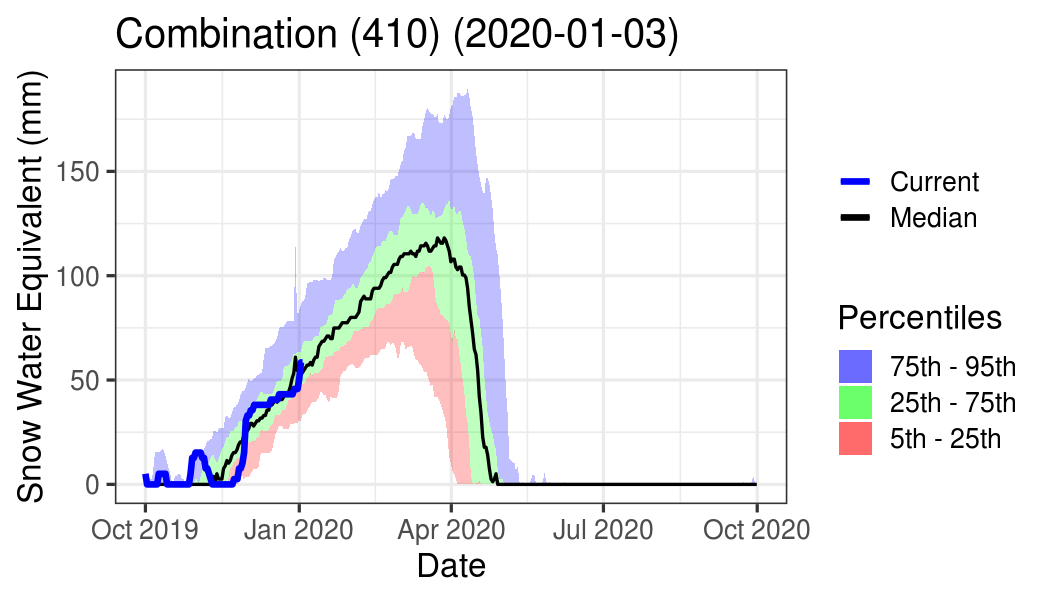 Combination (410) (2020-01-03)
Snow Water Equivalent (mm)
150
100
50
0
Oct 2019 Jan 2020 Apr 2020 Jul 2020 Oct 2020
Date
Current
Median
Percentiles
75th - 95th
25th - 75th
5th - 25th